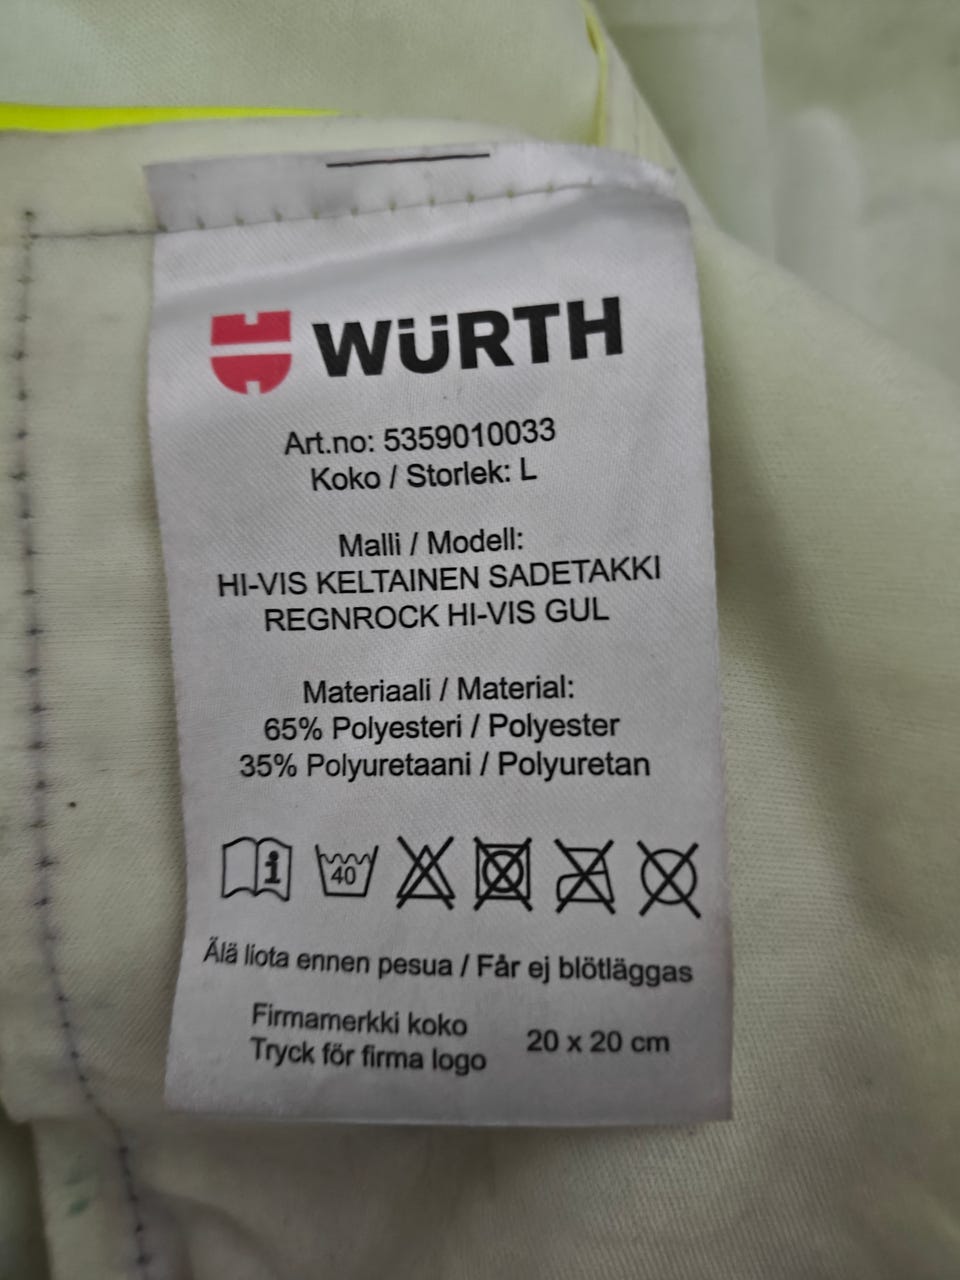 WÜRTH
Art.no: 5359010033
Koko / Storlek: L
Malli / Modell:
HI-VIS KELTAINEN SADETAKKI
REGNROCK HI-VIS GUL
Materiaali / Material:
65% Polyesteri / Polyester
35% Polyuretaani / Polyuretan
i 40
Älä liota ennen pesua / Får ej blötläggas
Firmamerkki koko
Tryck för firma logo 20 x 20 cm